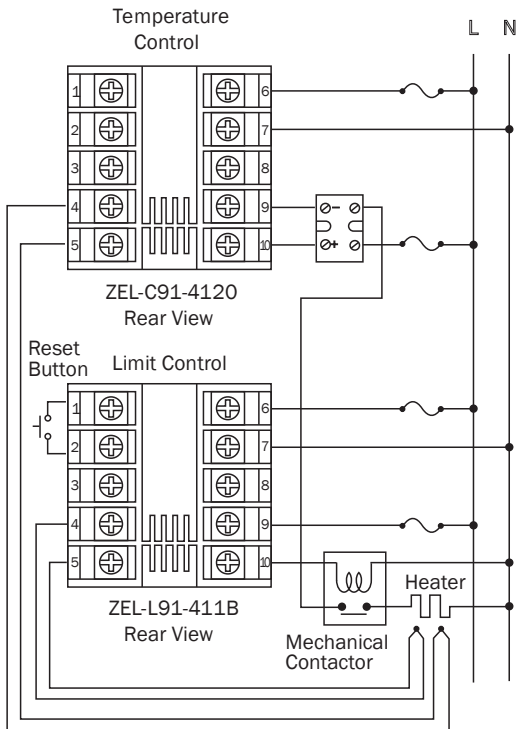 Temperature
Control
L N
1 6
2 7
3 8
4 9 -
5 10 +
ZEL-C91-4120
Rear View
Reset
Button
Limit Control
1 6
2 7
3 8
4 9
5 10
ZEL-L91-411B
Rear View
Heater
Mechanical
Contactor